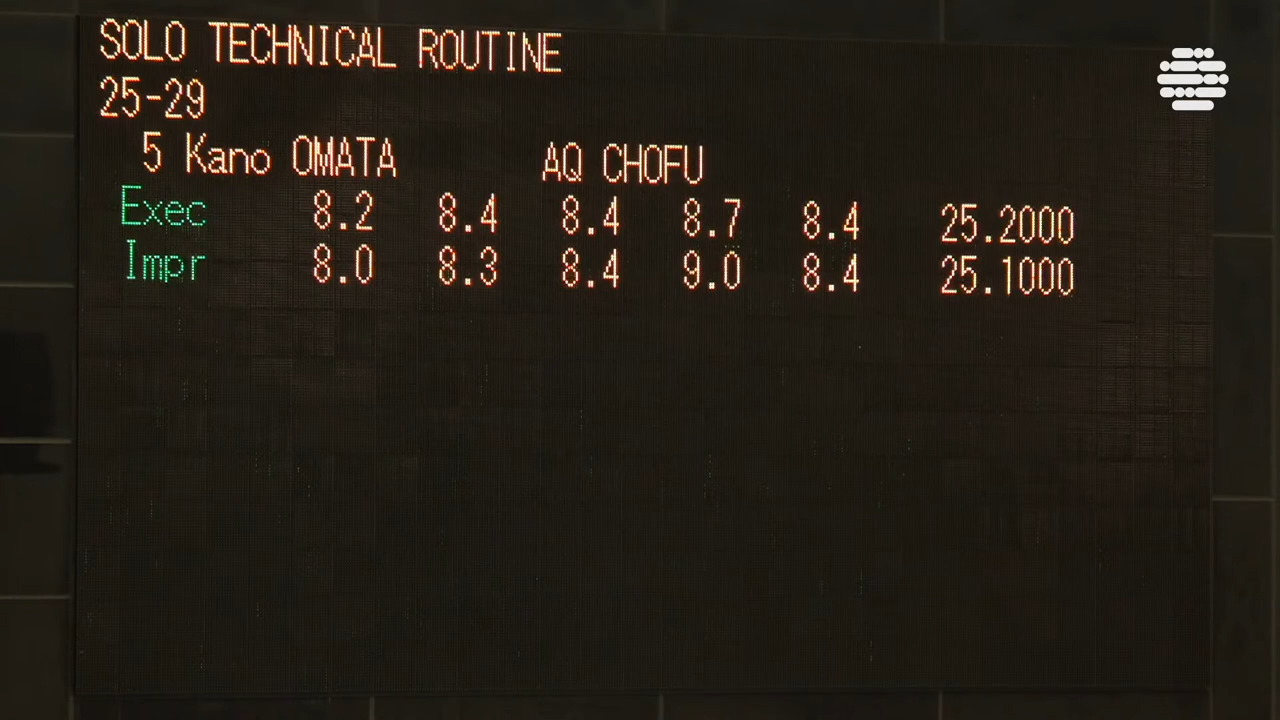 SOLO TECHNICAL ROUTINE
25-29
5 Kano OMATA AQ CHOFU
Exec 8.2 8.4 8.4 8.7 8.4 25.2000
Impr 8.0 8.3 8.4 9.0 8.4 25.1000